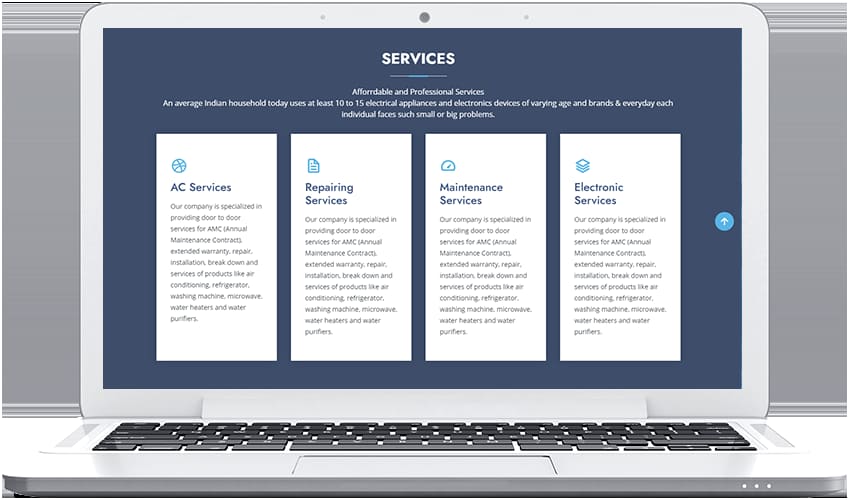 SERVICES
Afforrdable and Professional Services
An average Indian household today uses at least 10 to 15 electrical appliances and electronics devices of varying age and brands & everyday each
individual faces such small or big problems.
AC Services
Our company is specialized in
providing door to door
services for AMC (Annual
Maintenance Contract),
extended warranty, repair,
installation, break down and
services of products like air
conditioning, refrigerator,
washing machine, microwave,
water heaters and water
purifiers.
Repairing
Services
Our company is specialized in
providing door to door
services for AMC (Annual
Maintenance Contract),
extended warranty, repair,
installation, break down and
services of products like air
conditioning, refrigerator,
washing machine, microwave,
water heaters and water
purifiers.
Maintenance
Services
Our company is specialized in
providing door to door
services for AMC (Annual
Maintenance Contract),
extended warranty, repair,
installation, break down and
services of products like air
conditioning, refrigerator,
washing machine, microwave,
water heaters and water
purifiers.
Electronic
Services
Our company is specialized in
providing door to door
services for AMC (Annual
Maintenance Contract),
extended warranty, repair,
installation, break down and
services of products like air
conditioning, refrigerator,
washing machine, microwave,
water heaters and water
purifiers.